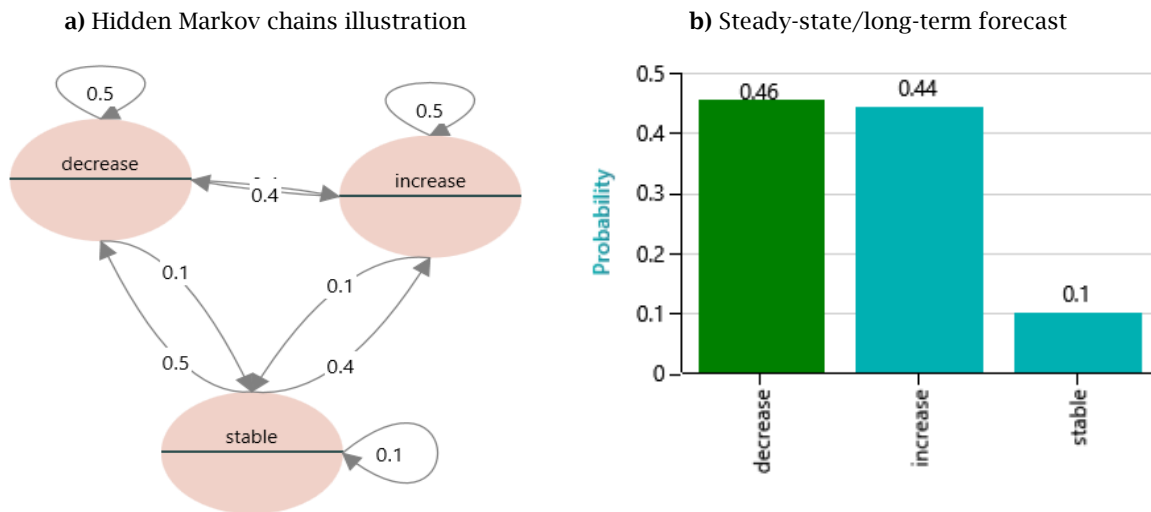 a) Hidden Markov chains illustration
0.5
0.5
decrease
increase
0.4
0.1
0.1
0.5
0.4
stable
0.1
b) Steady-state/long-term forecast
Probability
0.5
0.4
0.3
0.2
0.1
0
0.46
0.44
0.1
decrease
increase
stable